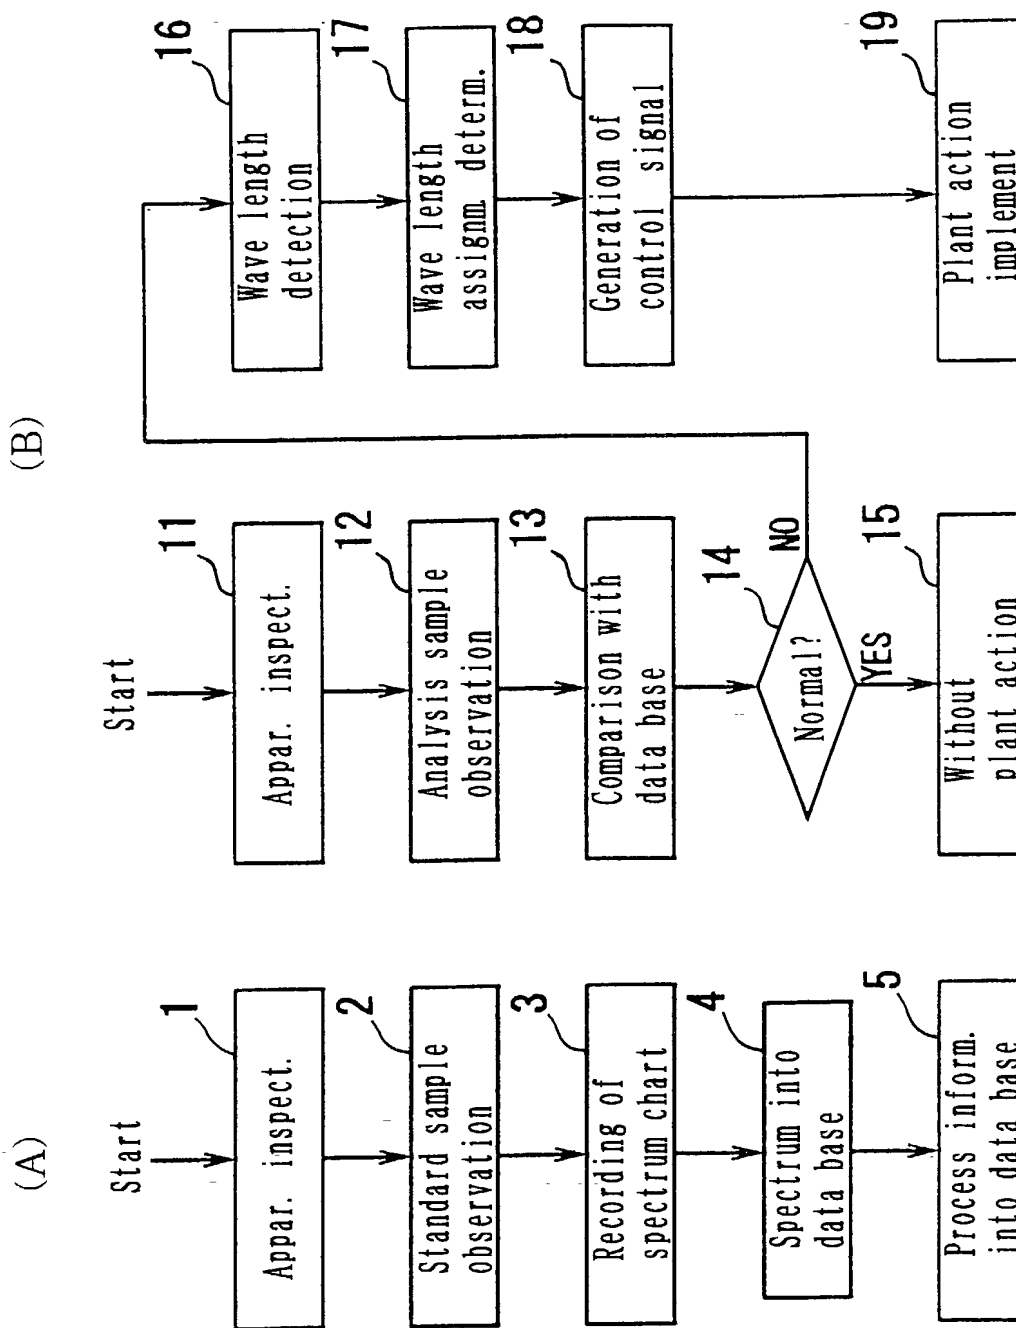 (A)
Start
1
Appar. inspect.
2
Standard sample
observation
3
Recording of
spectrum chart
4
Spectrum into
data base
5
Process inform.
into data base
(B)
Start
11
Appar. inspect.
12
Analysis sample
observation
13
Comparison with
data base
14
Normal?
NO
YES
15
Without
plant action
16
Wave length
detection
17
Wave length
assignm. determ.
18
Generation of
control signal
19
Plant action
implement